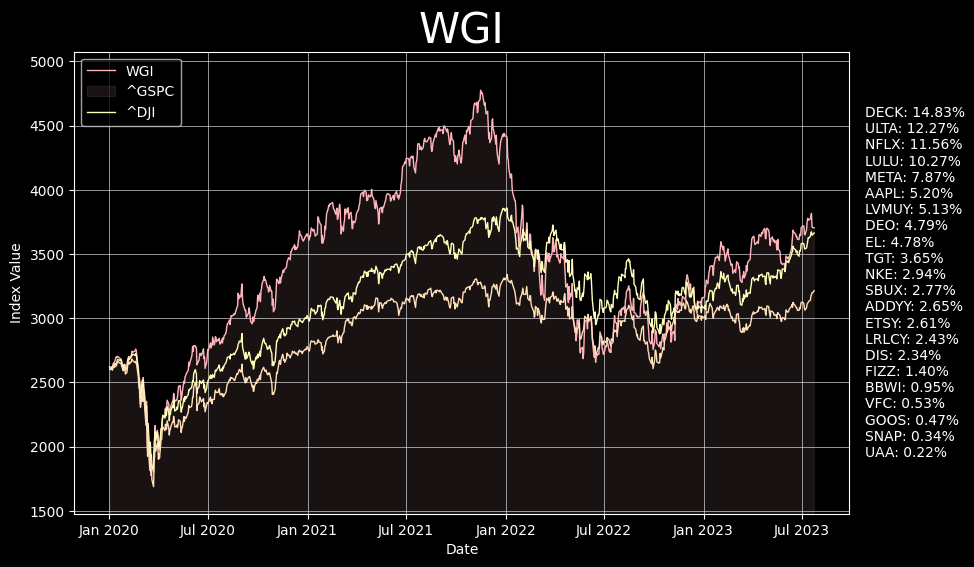 WGI
WGI
^GSPC
^DJI
5000
4500
4000
3500
3000
2500
2000
1500
Index Value
Jan 2020 Jul 2020 Jan 2021 Jul 2021 Jan 2022 Jul 2022 Jan 2023 Jul 2023
Date
DECK: 14.83%
ULTA: 12.27%
NFLX: 11.56%
LULU: 10.27%
META: 7.87%
AAPL: 5.20%
LVMUY: 5.13%
DEO: 4.79%
EL: 4.78%
TGT: 3.65%
NKE: 2.94%
SBUX: 2.77%
ADDYY: 2.65%
ETSY: 2.61%
LRLCY: 2.43%
DIS: 2.34%
FIZZ: 1.40%
BBWI: 0.95%
VFC: 0.53%
GOOS: 0.47%
SNAP: 0.34%
UAA: 0.22%